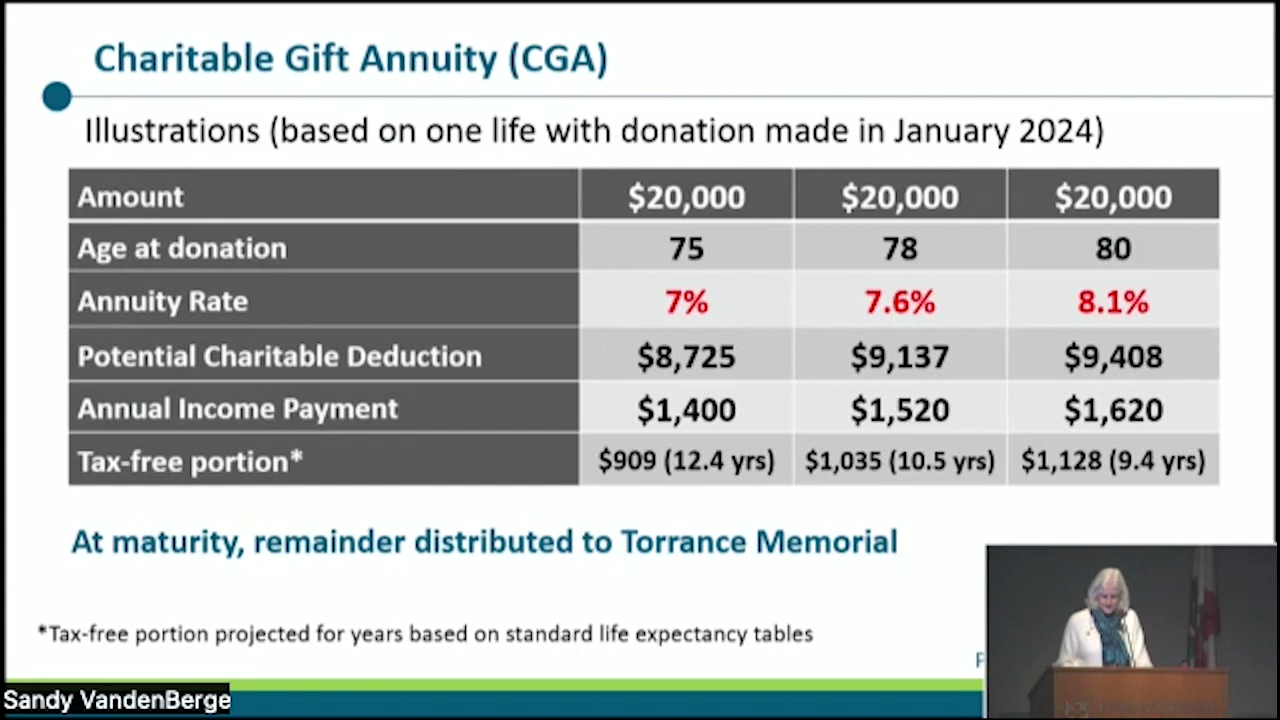 Charitable Gift Annuity (CGA)
Illustrations (based on one life with donation made in January 2024)
Amount $20,000 $20,000 $20,000
Age at donation 75 78 80
Annuity Rate 7% 7.6% 8.1%
Potential Charitable Deduction $8,725 $9,137 $9,408
Annual Income Payment $1,400 $1,520 $1,620
Tax-free portion* $909 (12.4 yrs) $1,035 (10.5 yrs) $1,128 (9.4 yrs)
At maturity, remainder distributed to Torrance Memorial
*Tax-free portion projected for years based on standard life expectancy tables
Sandy VandenBerge